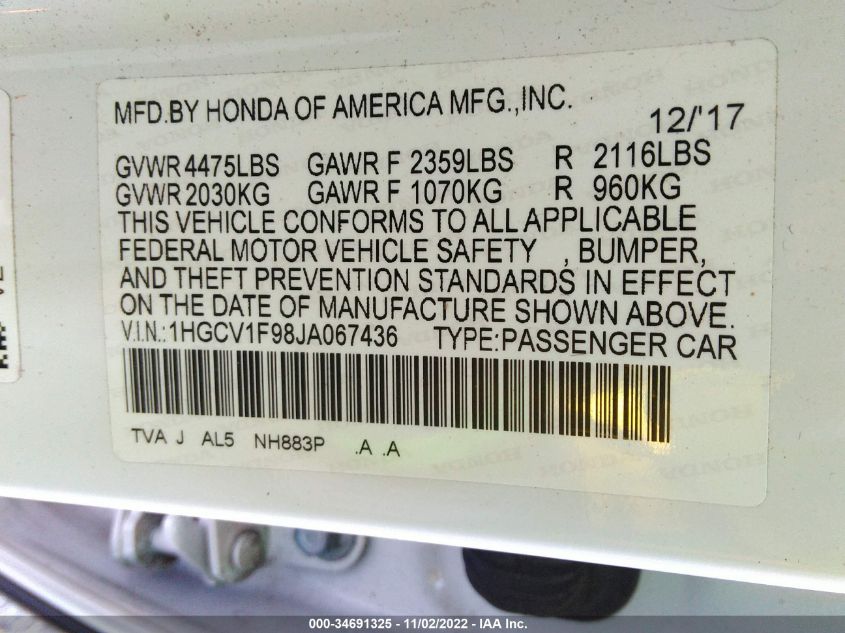 MFD.BY HONDA OF AMERICA MFG.,INC. 12/'17
GVWR 4475LBS GAWR F 2359LBS R 2116LBS
GVWR 2030KG GAWR F 1070KG R 960KG
THIS VEHICLE CONFORMS TO ALL APPLICABLE
FEDERAL MOTOR VEHICLE SAFETY , BUMPER,
AND THEFT PREVENTION STANDARDS IN EFFECT
ON THE DATE OF MANUFACTURE SHOWN ABOVE.
V.I.N.:1HGCV1F98JA067436 TYPE:PASSENGER CAR
TVA J AL5 NH883P .A .A
000-34691325 - 11/02/2022 - IAA Inc.